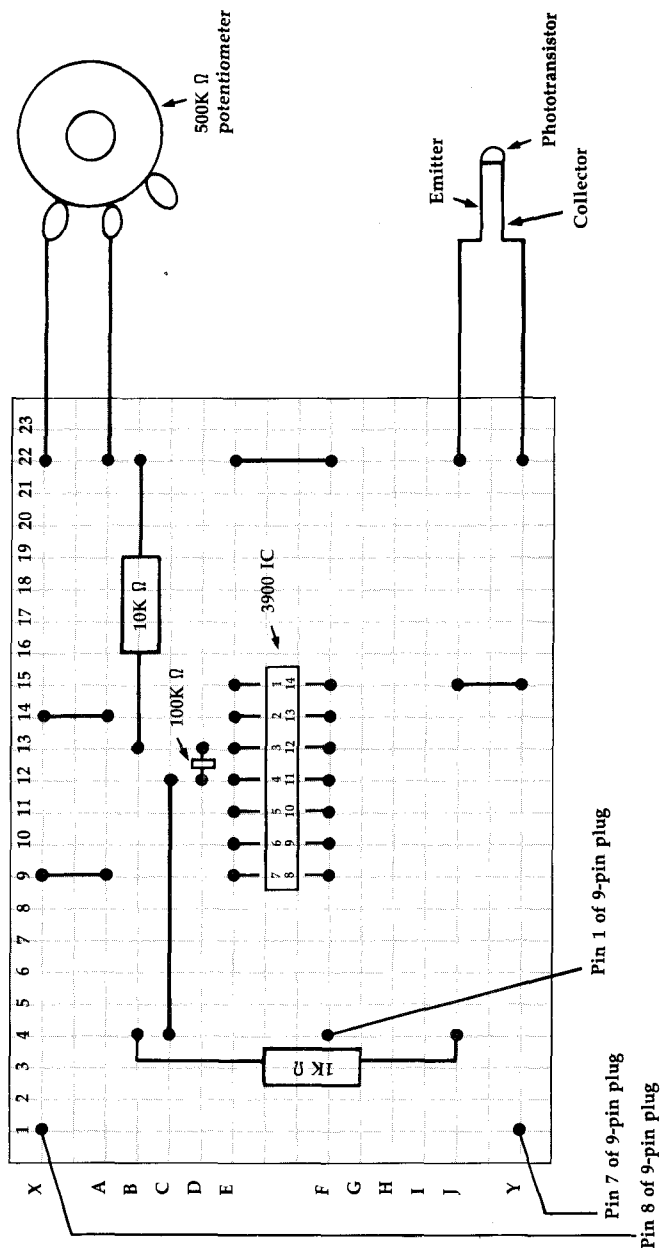 500K Ω
potentiometer
Emitter
Phototransistor
Collector
1 2 3 4 5 6 7 8 9 10 11 12 13 14 15 16 17 18 19 20 21 22 23
X
A
B
C
D
E
F
G
H
I
J
Y
10K Ω
100K Ω
3900 IC
7 6 5 4 3 2 1
8 9 10 11 12 13 14
1K Ω
Pin 1 of 9-pin plug
Pin 7 of 9-pin plug
Pin 8 of 9-pin plug